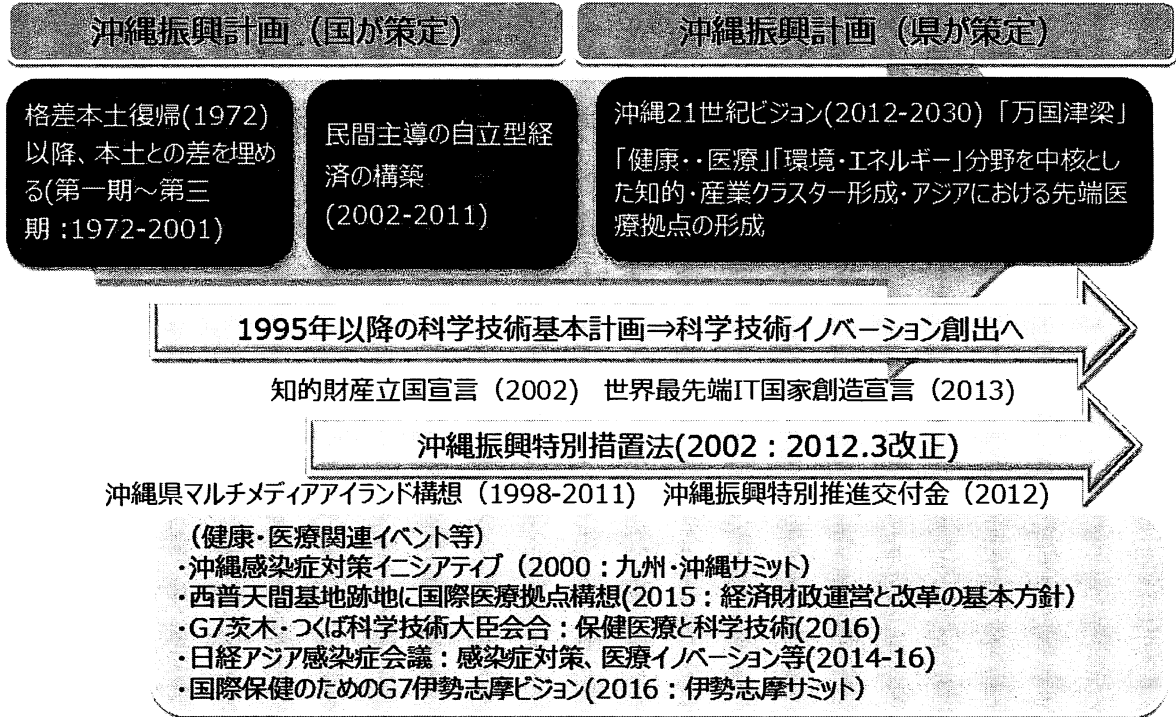 沖縄振興計画（国が策定）
沖縄振興計画（県が策定）
格差本土復帰(1972)
以降、本土との差を埋め
る(第一期～第三
期：1972-2001)
民間主導の自立型経
済の構築
(2002-2011)
沖縄21世紀ビジョン(2012-2030)「万国津梁」
「健康・・医療」「環境・エネルギー」分野を中核とし
た知的・産業クラスター形成・アジアにおける先端医
療拠点の形成
1995年以降の科学技術基本計画⇒科学技術イノベーション創出へ
知的財産立国宣言（2002） 世界最先端IT国家創造宣言（2013）
沖縄振興特別措置法(2002：2012.3改正)
沖縄県マルチメディアアイランド構想（1998-2011) 沖縄振興特別推進交付金（2012）
（健康・医療関連イベント等）
・沖縄感染症対策イニシアティブ（2000：九州・沖縄サミット）
・西普天間基地跡地に国際医療拠点構想(2015：経済財政運営と改革の基本方針）
・G7茨木・つくば科学技術大臣会合：保健医療と科学技術(2016)
・日経アジア感染症会議：感染症対策、医療イノベーション等(2014-16)
・国際保健のためのG7伊勢志摩ビジョン(2016：伊勢志摩サミット）